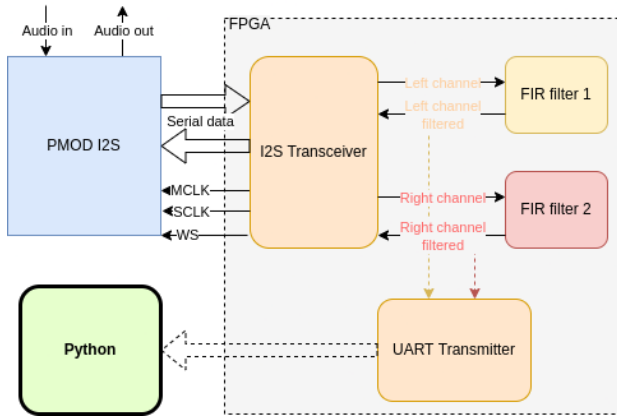 FPGA
Audio in
Audio out
Left channel
FIR filter 1
Left channel
filtered
Serial data
PMOD I2S
I2S Transceiver
MCLK
Right channel
SCLK
FIR filter 2
WS
Right channel
filtered
Python
UART Transmitter